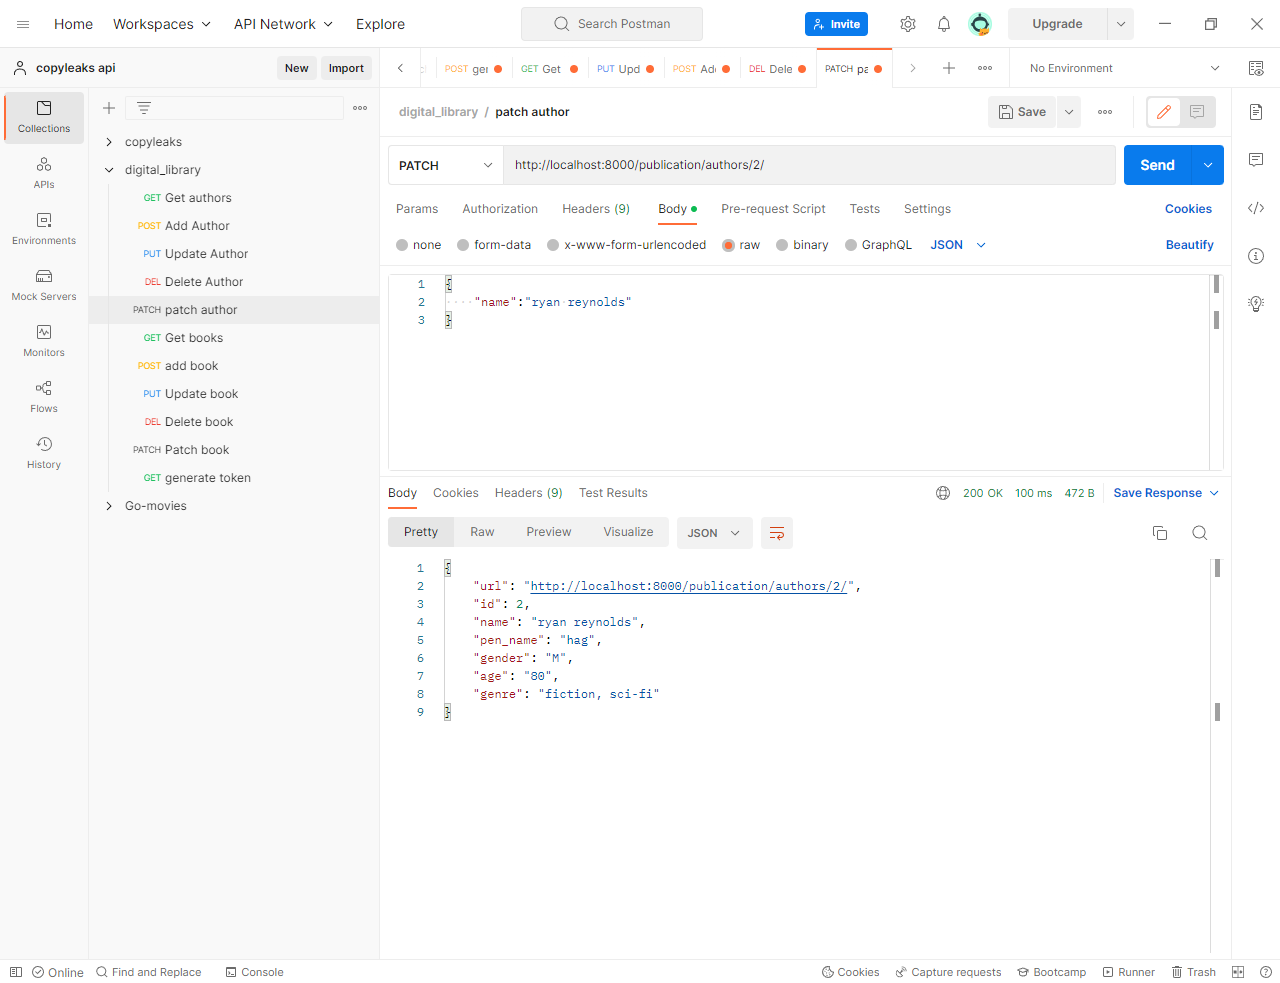 Home Workspaces API Network Explore Search Postman Invite Upgrade
copyleaks api New Import
POST ger GET Get PUT Upd POST Add DEL Dele PATCH pa No Environment
digital_library / patch author Save
PATCH http://localhost:8000/publication/authors/2/ Send
Params Authorization Headers (9) Body Pre-request Script Tests Settings Cookies
none form-data x-www-form-urlencoded raw binary GraphQL JSON Beautify
1 {
2 "name":"ryan reynolds"
3 }
Collections
APIs
Environments
Mock Servers
Monitors
Flows
History
copyleaks
digital_library
GET Get authors
POST Add Author
PUT Update Author
DEL Delete Author
PATCH patch author
GET Get books
POST add book
PUT Update book
DEL Delete book
PATCH Patch book
GET generate token
Go-movies
Body Cookies Headers (9) Test Results 200 OK 100 ms 472 B Save Response
Pretty Raw Preview Visualize JSON
1 {
2 "url": "http://localhost:8000/publication/authors/2/",
3 "id": 2,
4 "name": "ryan reynolds",
5 "pen_name": "hag",
6 "gender": "M",
7 "age": "80",
8 "genre": "fiction, sci-fi"
9 }
Online Find and Replace Console Cookies Capture requests Bootcamp Runner Trash